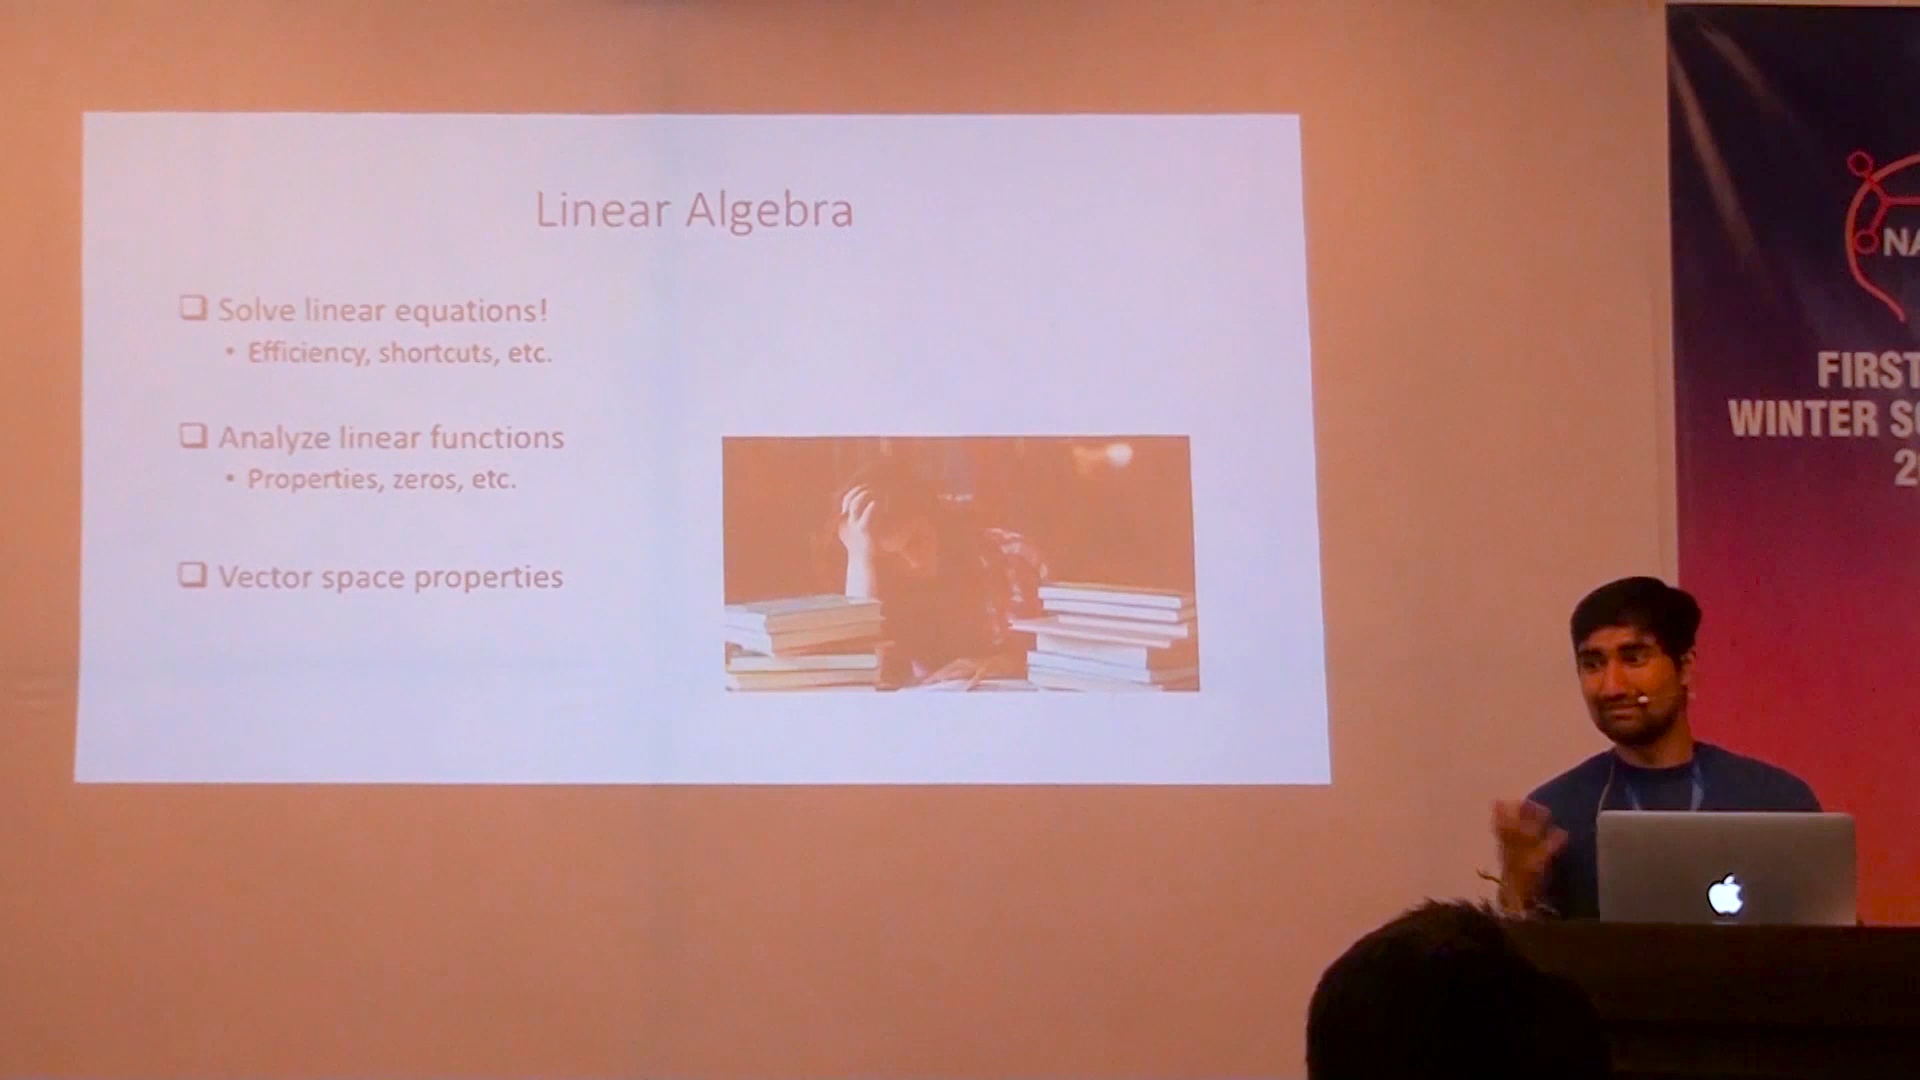 Linear Algebra
Solve linear equations!
• Efficiency, shortcuts, etc.
Analyze linear functions
• Properties, zeros, etc.
Vector space properties
NA
FIRST
WINTER